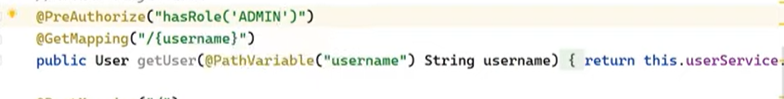 @PreAuthorize("hasRole('ADMIN')")
@GetMapping("/{username}")
public User getUser(@PathVariable("username") String username) { return this.userService.